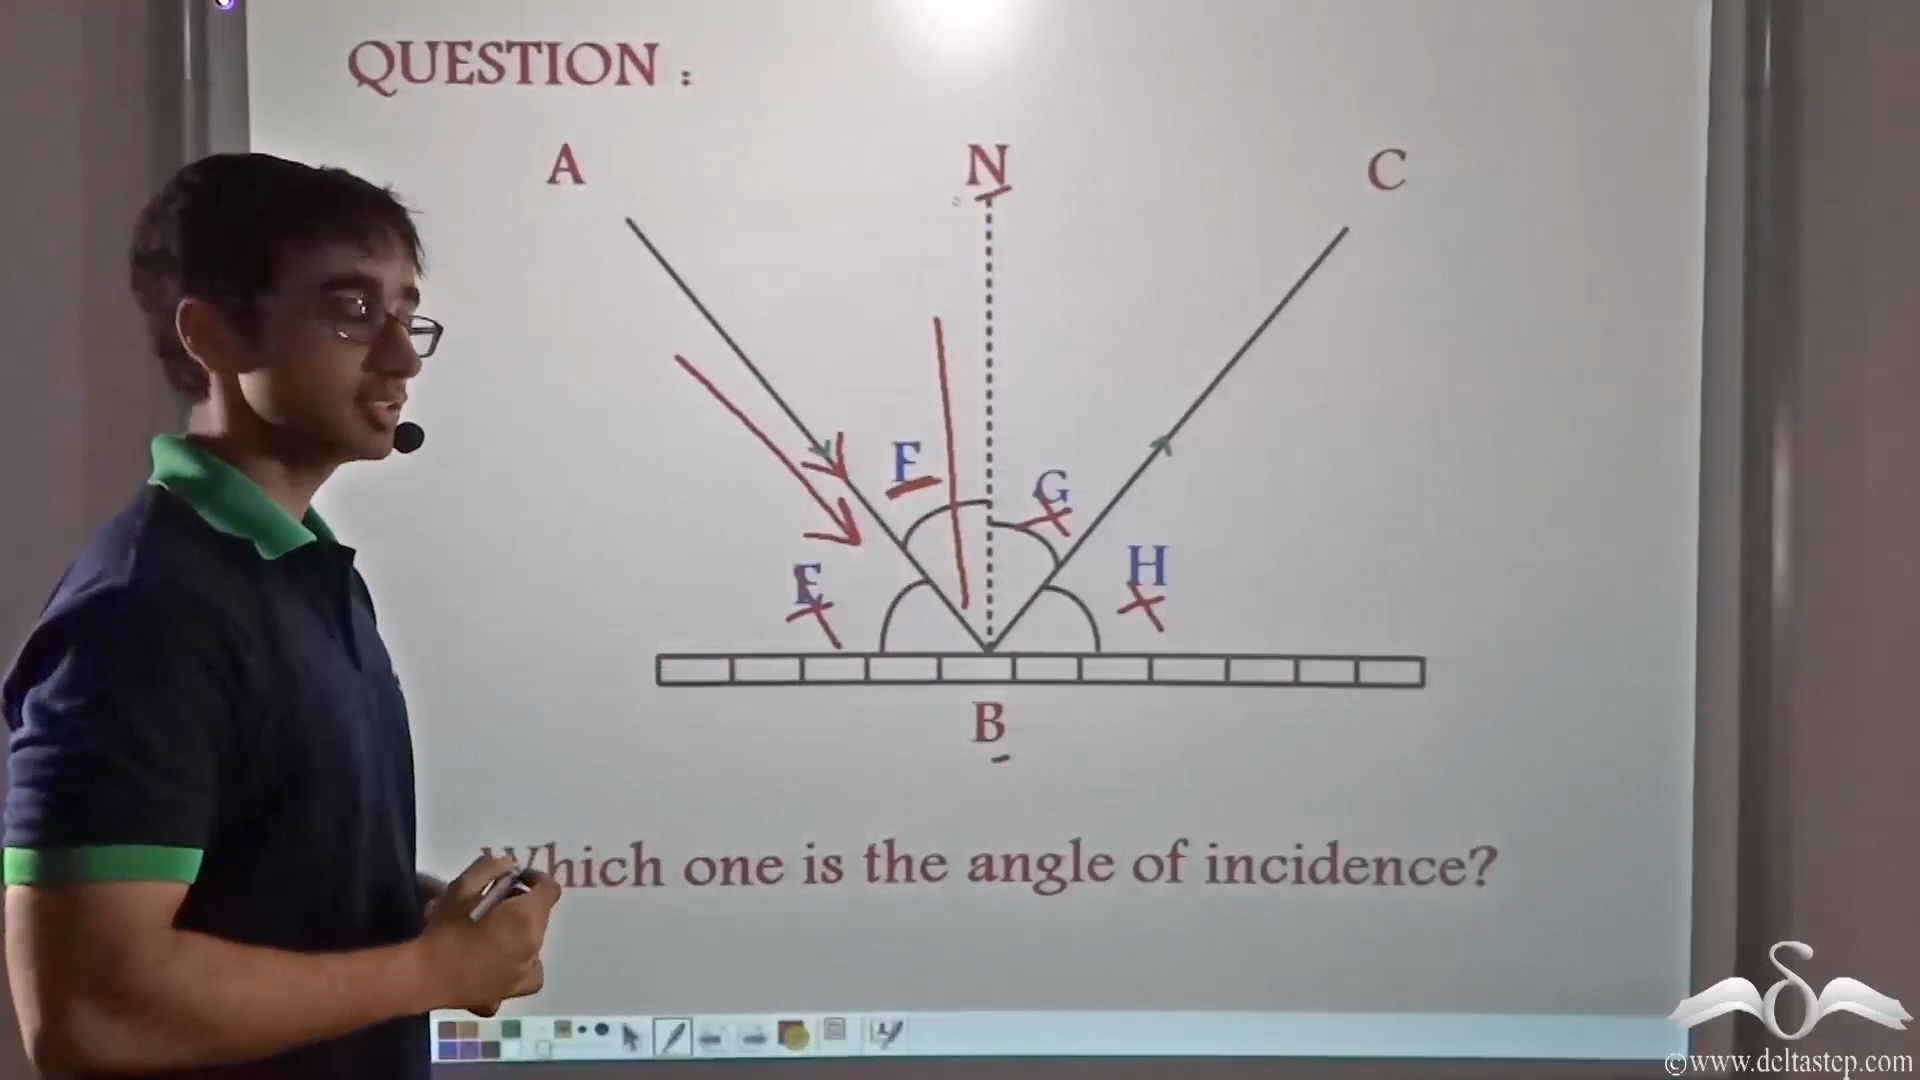 QUESTION :
A
N
C
F
G
E
H
B
Which one is the angle of incidence?
©www.deltastep.com